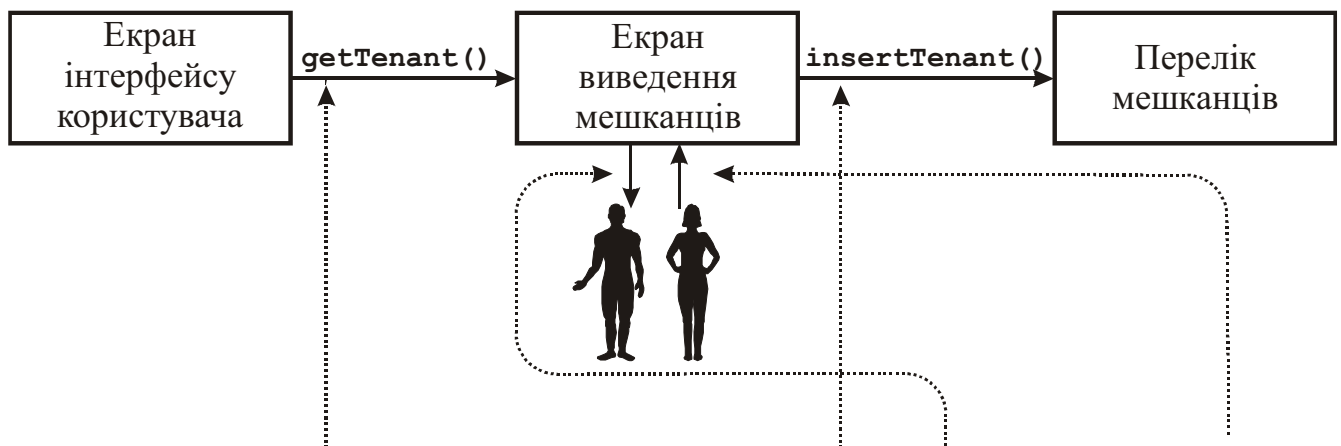 Екран
інтерфейсу
користувача
getTenant()
Екран
виведення
мешканців
insertTenant()
Перелік
мешканців